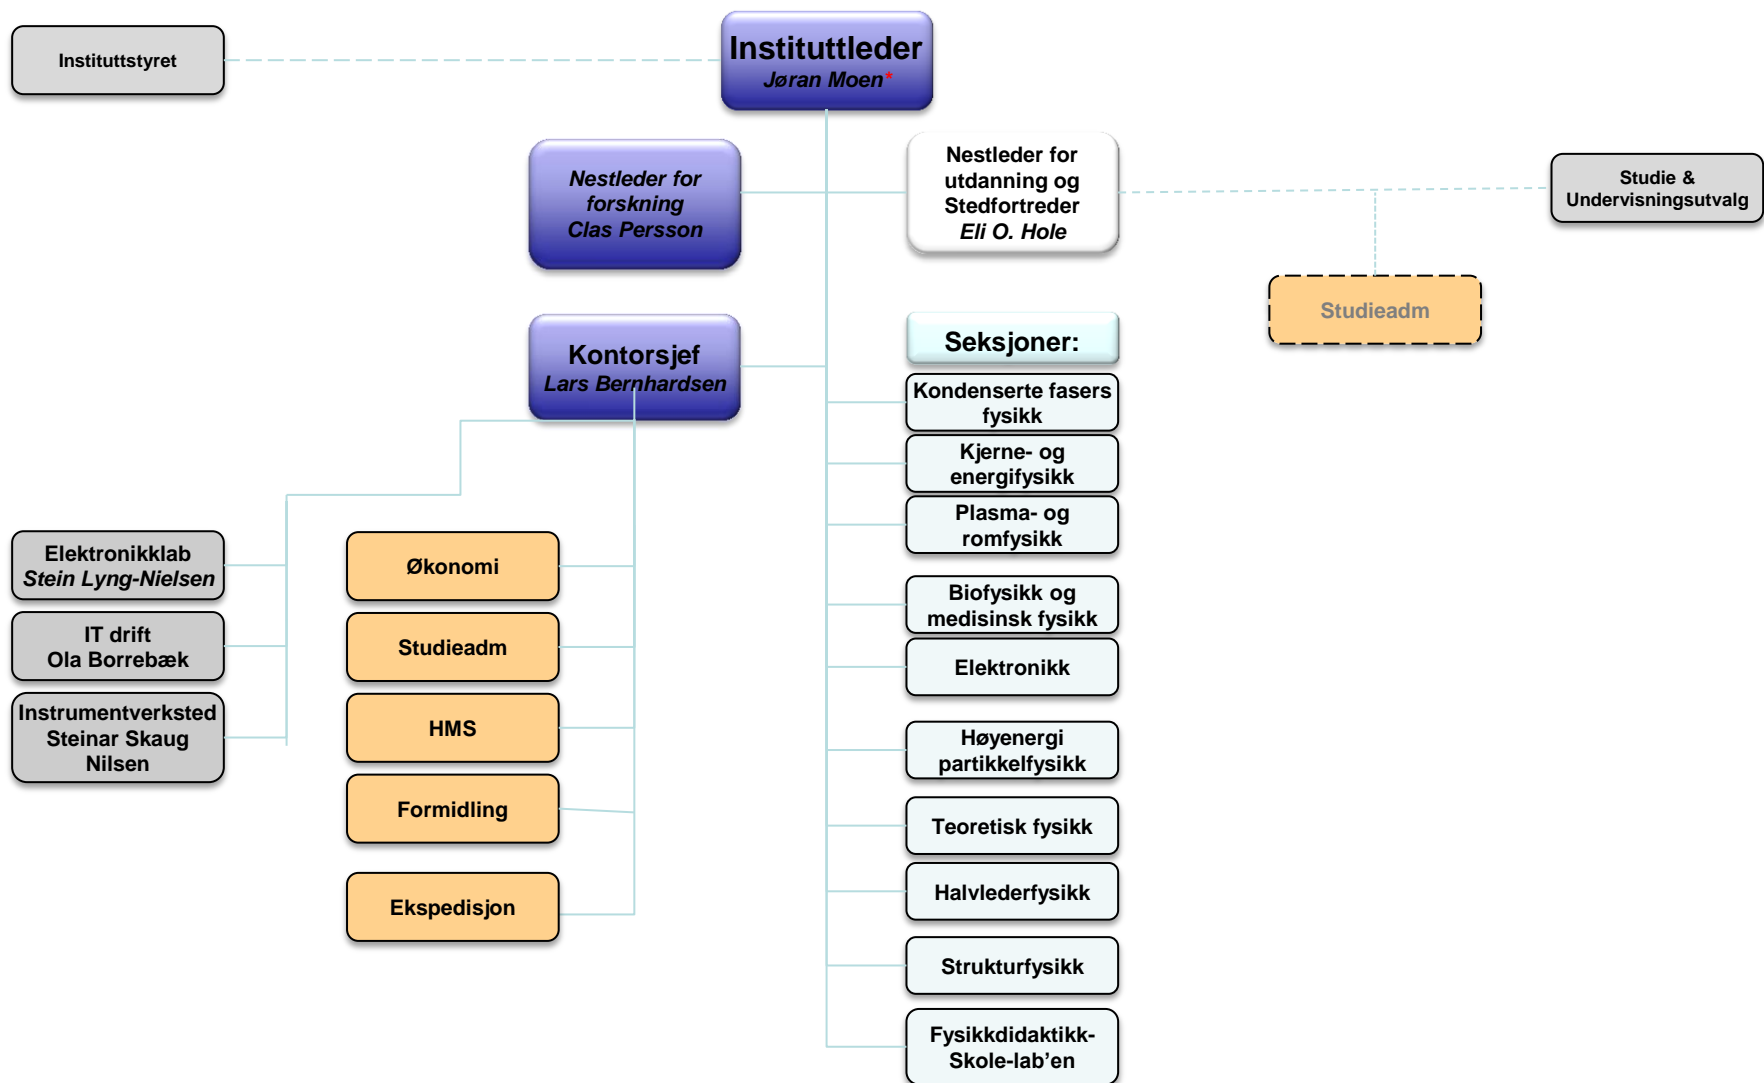 Instituttstyret
Instituttleder
Jøran Moen*
Nestleder for
forskning
Clas Persson
Nestleder for
utdanning og
Stedfortreder
Eli O. Hole
Studie &
Undervisningsutvalg
Studieadm
Kontorsjef
Lars Bernhardsen
Seksjoner:
Kondenserte fasers
fysikk
Kjerne- og
energifysikk
Plasma- og
romfysikk
Biofysikk og
medisinsk fysikk
Elektronikk
Høyenergi
partikkelfysikk
Teoretisk fysikk
Halvlederfysikk
Strukturfysikk
Fysikkdidaktikk-
Skole-lab’en
Elektronikklab
Stein Lyng-Nielsen
IT drift
Ola Borrebæk
Instrumentverksted
Steinar Skaug
Nilsen
Økonomi
Studieadm
HMS
Formidling
Ekspedisjon